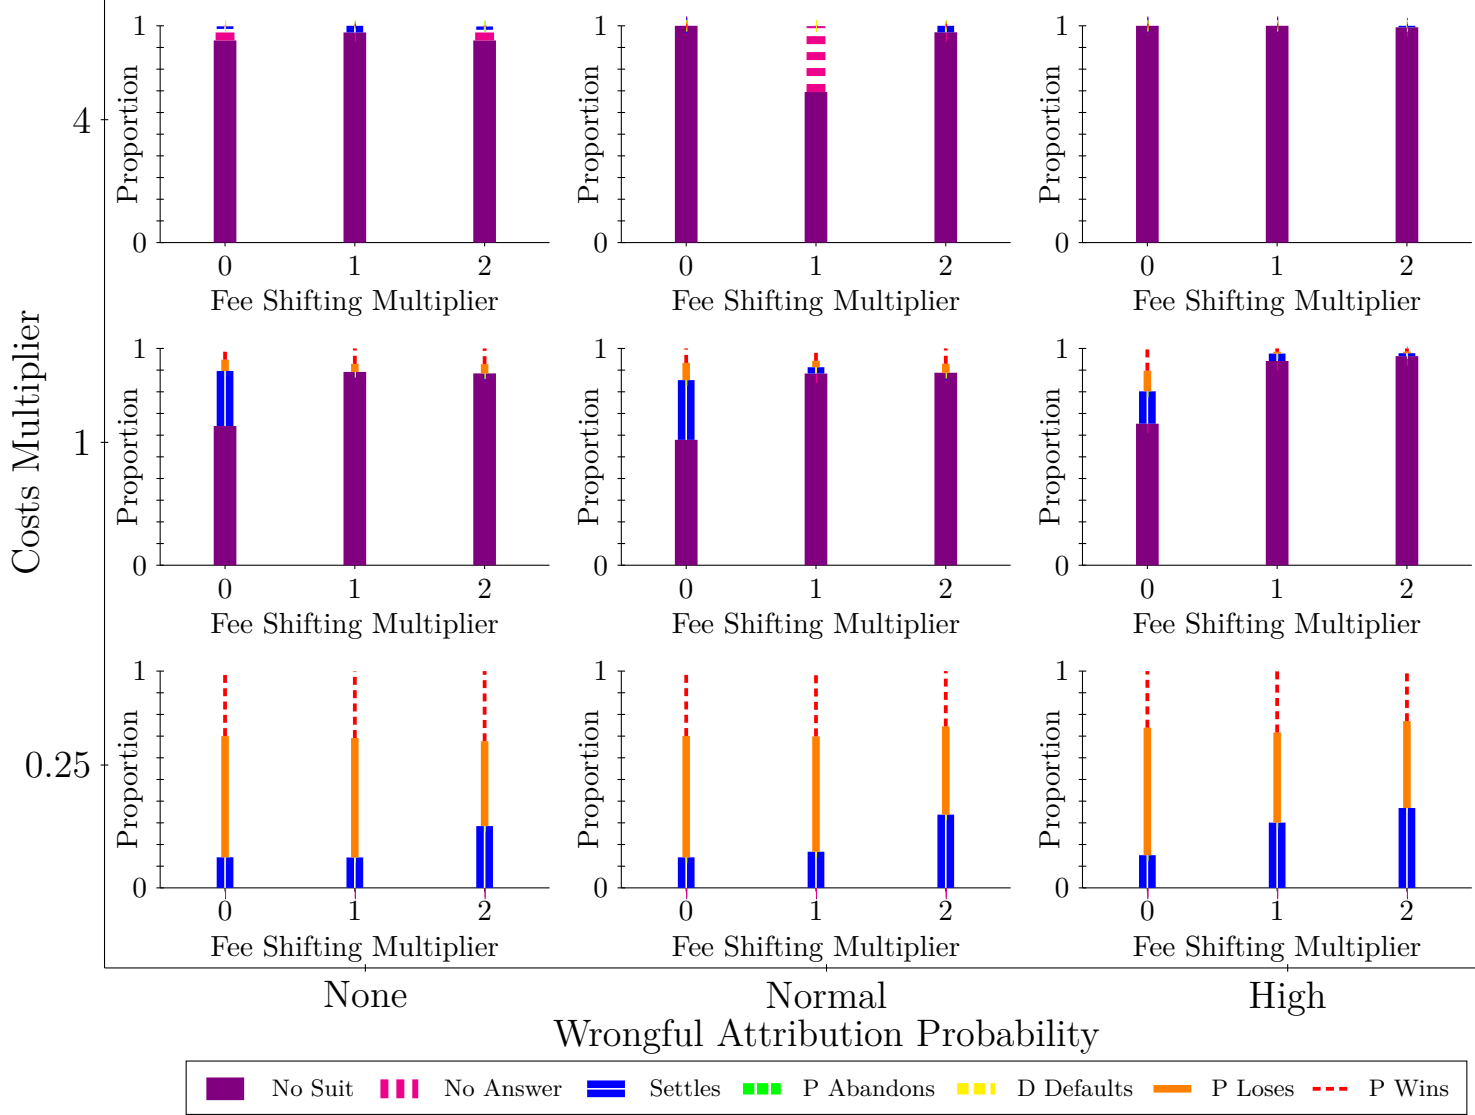 1
1
1
Proportion
Proportion
Proportion
4
0
0
0
0 1 2
0 1 2
0 1 2
Fee Shifting Multiplier
Fee Shifting Multiplier
Fee Shifting Multiplier
Costs Multiplier
1
1
1
Proportion
Proportion
Proportion
1
0
0
0
0 1 2
0 1 2
0 1 2
Fee Shifting Multiplier
Fee Shifting Multiplier
Fee Shifting Multiplier
1
1
1
Proportion
Proportion
Proportion
0.25
0
0
0
0 1 2
0 1 2
0 1 2
Fee Shifting Multiplier
Fee Shifting Multiplier
Fee Shifting Multiplier
None
Normal
High
Wrongful Attribution Probability
No Suit
No Answer
Settles
P Abandons
D Defaults
P Loses
P Wins